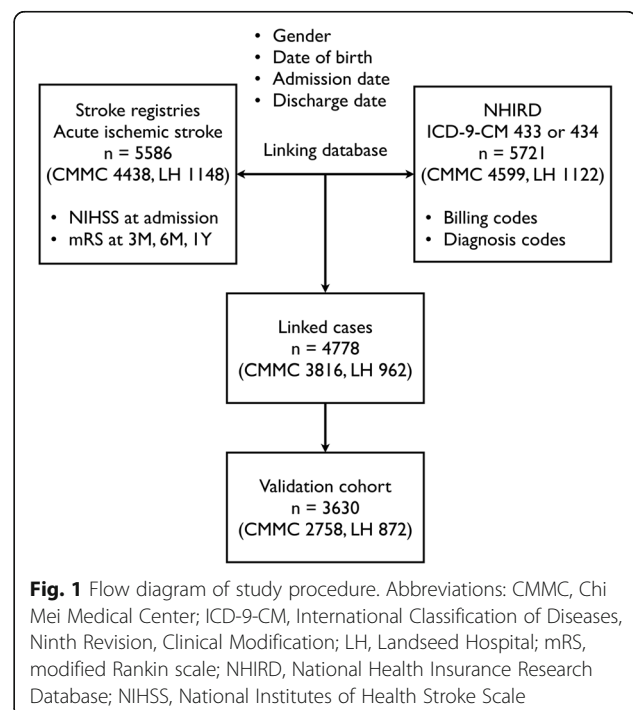 • Gender
• Date of birth
• Admission date
• Discharge date
Stroke registries
Acute ischemic stroke
n = 5586
(CMMC 4438, LH 1148)
• NIHSS at admission
• mRS at 3M, 6M, 1Y
Linking database
NHIRD
ICD-9-CM 433 or 434
n = 5721
(CMMC 4599, LH 1122)
• Billing codes
• Diagnosis codes
Linked cases
n = 4778
(CMMC 3816, LH 962)
Validation cohort
n = 3630
(CMMC 2758, LH 872)
Fig. 1 Flow diagram of study procedure. Abbreviations: CMMC, Chi
Mei Medical Center; ICD-9-CM, International Classification of Diseases,
Ninth Revision, Clinical Modification; LH, Landseed Hospital; mRS,
modified Rankin scale; NHIRD, National Health Insurance Research
Database; NIHSS, National Institutes of Health Stroke Scale